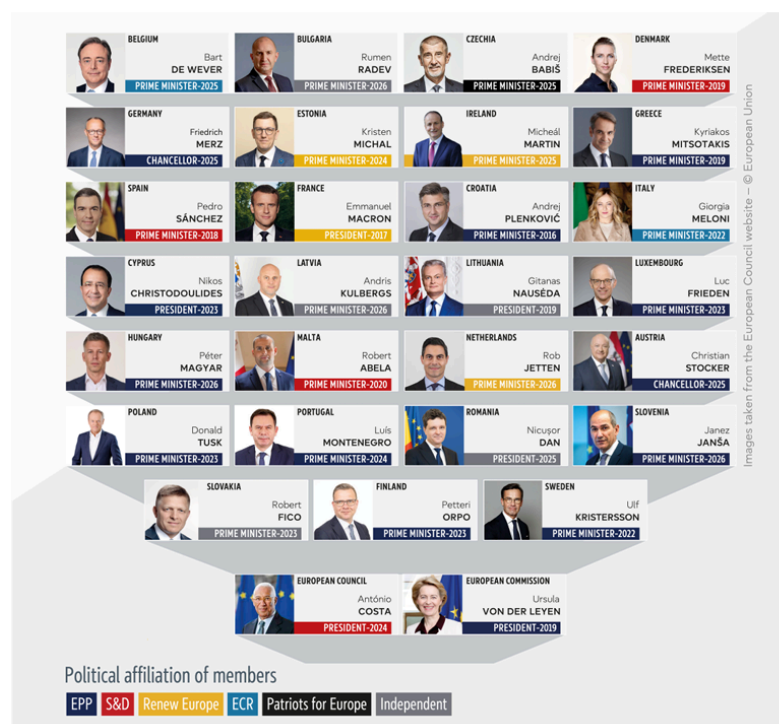 BELGIUM
Bart
DE WEVER
PRIME MINISTER-2025
BULGARIA
Rumen
RADEV
PRIME MINISTER-2026
CZECHIA
Andrej
BABIŠ
PRIME MINISTER-2025
DENMARK
Mette
FREDERIKSEN
PRIME MINISTER-2019
GERMANY
Friedrich
MERZ
CHANCELLOR-2025
ESTONIA
Kristen
MICHAL
PRIME MINISTER-2024
IRELAND
Micheál
MARTIN
PRIME MINISTER-2025
GREECE
Kyriakos
MITSOTAKIS
PRIME MINISTER-2019
SPAIN
Pedro
SÁNCHEZ
PRIME MINISTER-2018
FRANCE
Emmanuel
MACRON
PRESIDENT-2017
CROATIA
Andrej
PLENKOVIĆ
PRIME MINISTER-2016
ITALY
Giorgia
MELONI
PRIME MINISTER-2022
CYPRUS
Nikos
CHRISTODOULIDES
PRESIDENT-2023
LATVIA
Andris
KULBERGS
PRIME MINISTER-2026
LITHUANIA
Gitanas
NAUSĖDA
PRESIDENT-2019
LUXEMBOURG
Luc
FRIEDEN
PRIME MINISTER-2023
HUNGARY
Péter
MAGYAR
PRIME MINISTER-2026
MALTA
Robert
ABELA
PRIME MINISTER-2020
NETHERLANDS
Rob
JETTEN
PRIME MINISTER-2026
AUSTRIA
Christian
STOCKER
CHANCELLOR-2025
POLAND
Donald
TUSK
PRIME MINISTER-2023
PORTUGAL
Luís
MONTENEGRO
PRIME MINISTER-2024
ROMANIA
Nicușor
DAN
PRESIDENT-2025
SLOVENIA
Janez
JANŠA
PRIME MINISTER-2026
SLOVAKIA
Robert
FICO
PRIME MINISTER-2023
FINLAND
Petteri
ORPO
PRIME MINISTER-2023
SWEDEN
Ulf
KRISTERSSON
PRIME MINISTER-2022
EUROPEAN COUNCIL
António
COSTA
PRESIDENT-2024
EUROPEAN COMMISSION
Ursula
VON DER LEYEN
PRESIDENT-2019
Images taken from the European Council website – © European Union
Political affiliation of members
EPP S&D Renew Europe ECR Patriots for Europe Independent